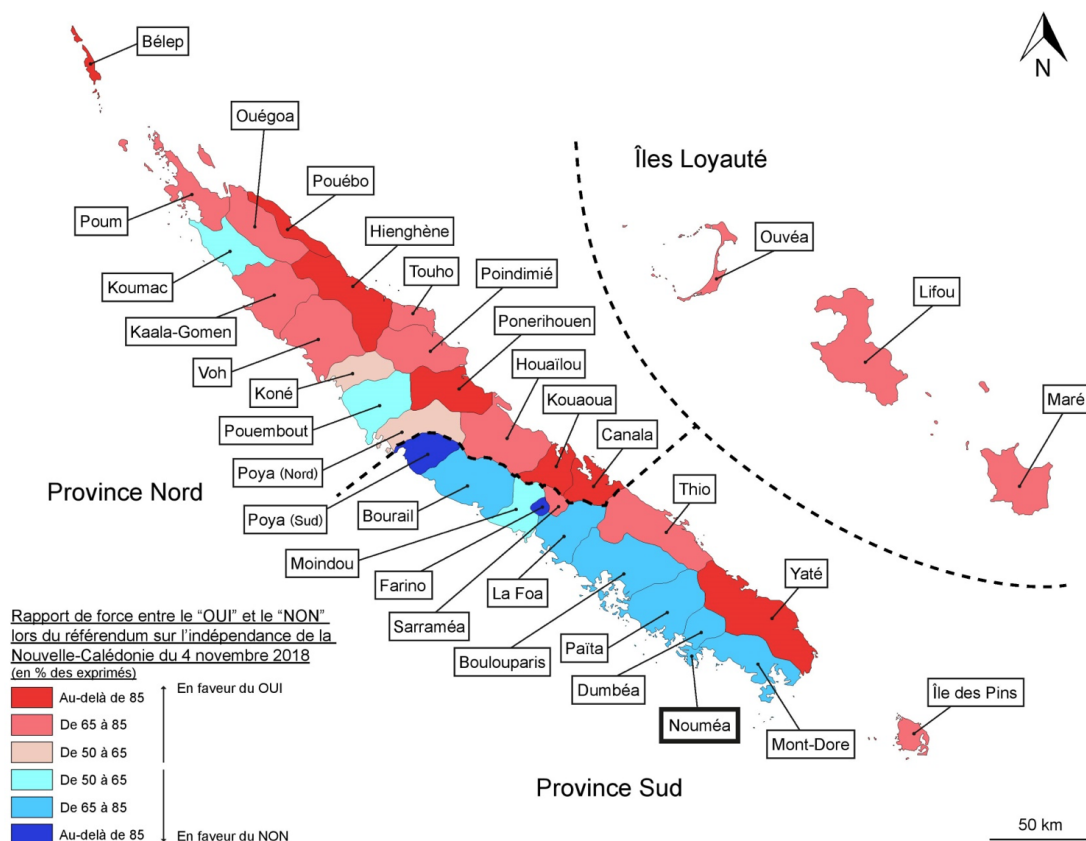 Bélep
N
Ouégoa
Îles Loyauté
Pouébo
Poum
Hienghène
Ouvéa
Touho
Poindimié
Koumac
Lifou
Kaala-Gomen
Ponerihouen
Voh
Houaïlou
Koné
Kouaoua
Maré
Pouembout
Canala
Poya (Nord)
Province Nord
Thio
Poya (Sud)
Bourail
Moindou
Farino
La Foa
Yaté
Sarraméa
Boulouparis
Païta
Dumbéa
Île des Pins
Nouméa
Mont-Dore
Province Sud
Rapport de force entre le “OUI” et le “NON”
lors du référendum sur l’indépendance de la
Nouvelle-Calédonie du 4 novembre 2018
(en % des exprimés)
Au-delà de 85
En faveur du OUI
De 65 à 85
De 50 à 65
De 50 à 65
De 65 à 85
Au-delà de 85
En faveur du NON
50 km